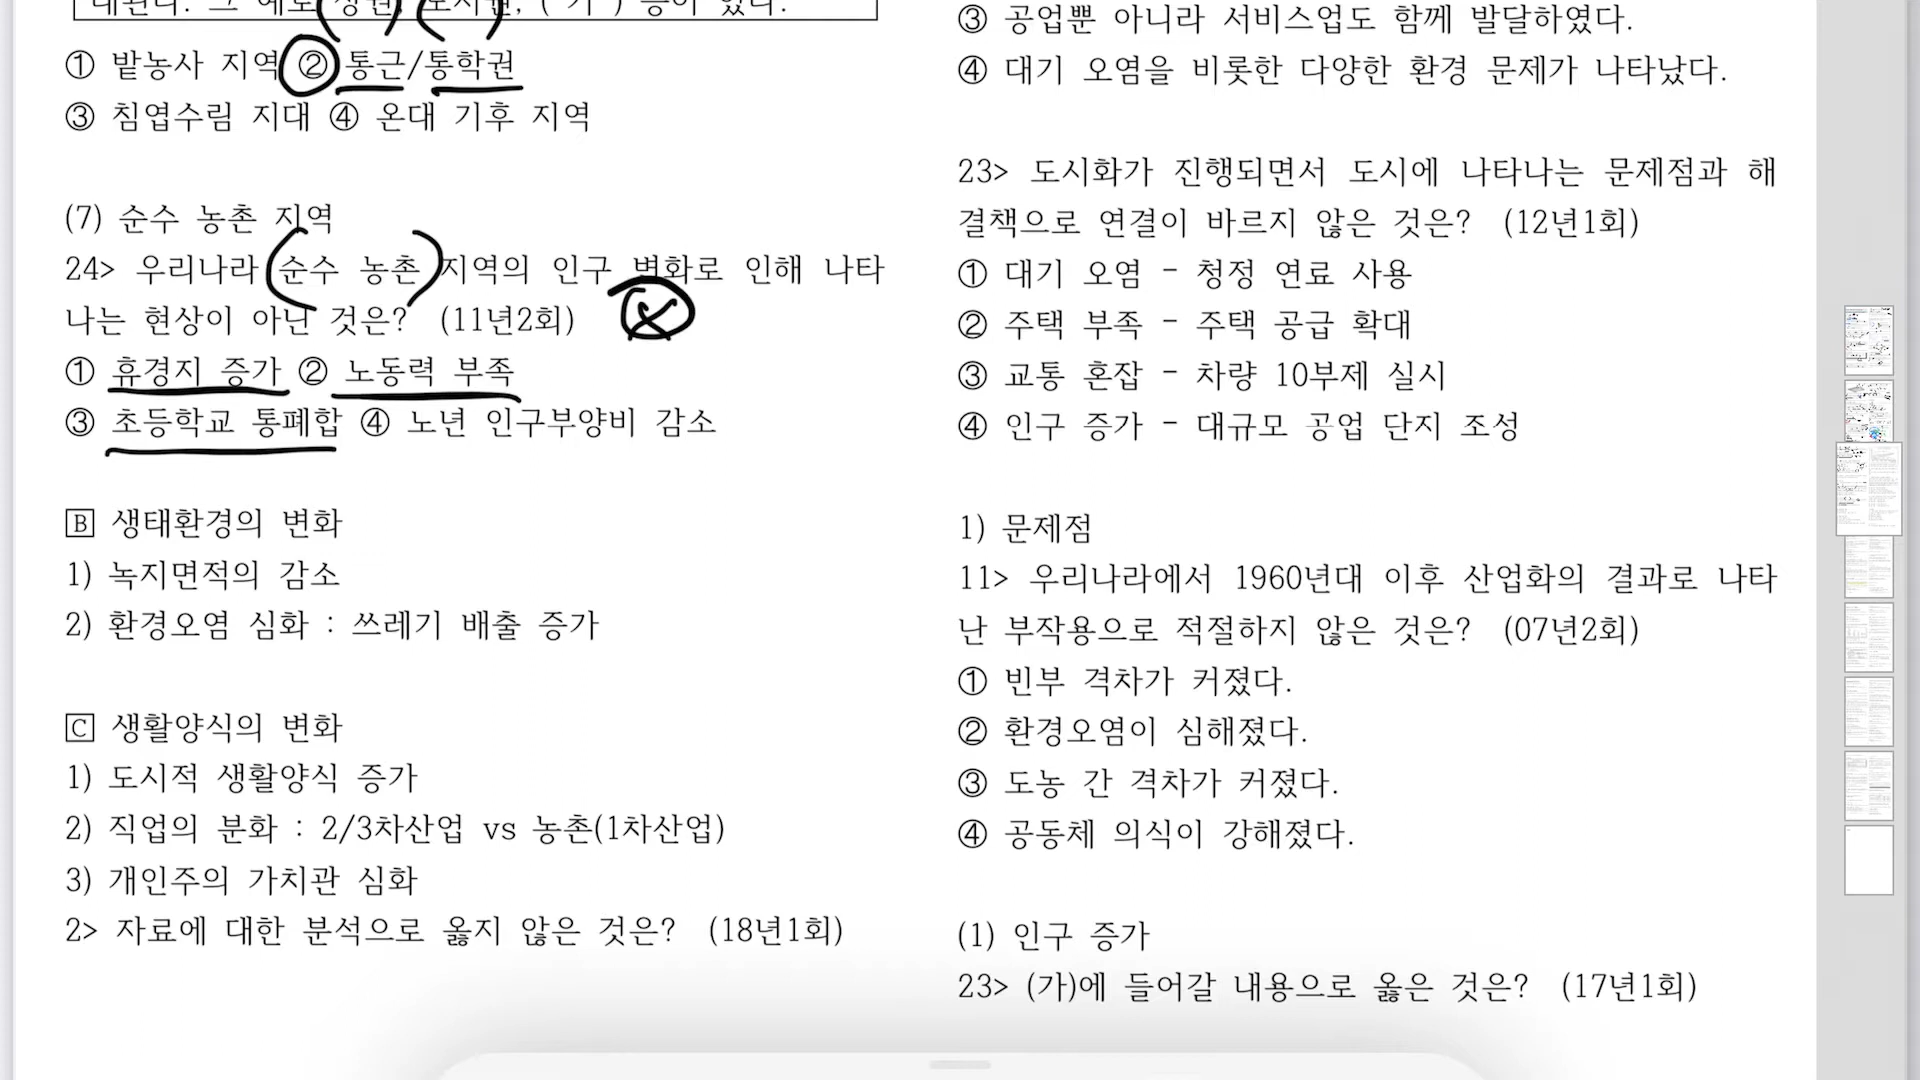 ① 밭농사 지역 ② 통근/통학권
③ 침엽수림 지대 ④ 온대 기후 지역
(7) 순수 농촌 지역
24> 우리나라 순수 농촌 지역의 인구 변화로 인해 나타
나는 현상이 아닌 것은? (11년2회)
① 휴경지 증가 ② 노동력 부족
③ 초등학교 통폐합 ④ 노년 인구부양비 감소
B 생태환경의 변화
1) 녹지면적의 감소
2) 환경오염 심화 : 쓰레기 배출 증가
C 생활양식의 변화
1) 도시적 생활양식 증가
2) 직업의 분화 : 2/3차산업 vs 농촌(1차산업)
3) 개인주의 가치관 심화
2> 자료에 대한 분석으로 옳지 않은 것은? (18년1회)
③ 공업뿐 아니라 서비스업도 함께 발달하였다.
④ 대기 오염을 비롯한 다양한 환경 문제가 나타났다.
23> 도시화가 진행되면서 도시에 나타나는 문제점과 해
결책으로 연결이 바르지 않은 것은? (12년1회)
① 대기 오염 - 청정 연료 사용
② 주택 부족 - 주택 공급 확대
③ 교통 혼잡 - 차량 10부제 실시
④ 인구 증가 - 대규모 공업 단지 조성
1) 문제점
11> 우리나라에서 1960년대 이후 산업화의 결과로 나타
난 부작용으로 적절하지 않은 것은? (07년2회)
① 빈부 격차가 커졌다.
② 환경오염이 심해졌다.
③ 도농 간 격차가 커졌다.
④ 공동체 의식이 강해졌다.
(1) 인구 증가
23> (가)에 들어갈 내용으로 옳은 것은? (17년1회)